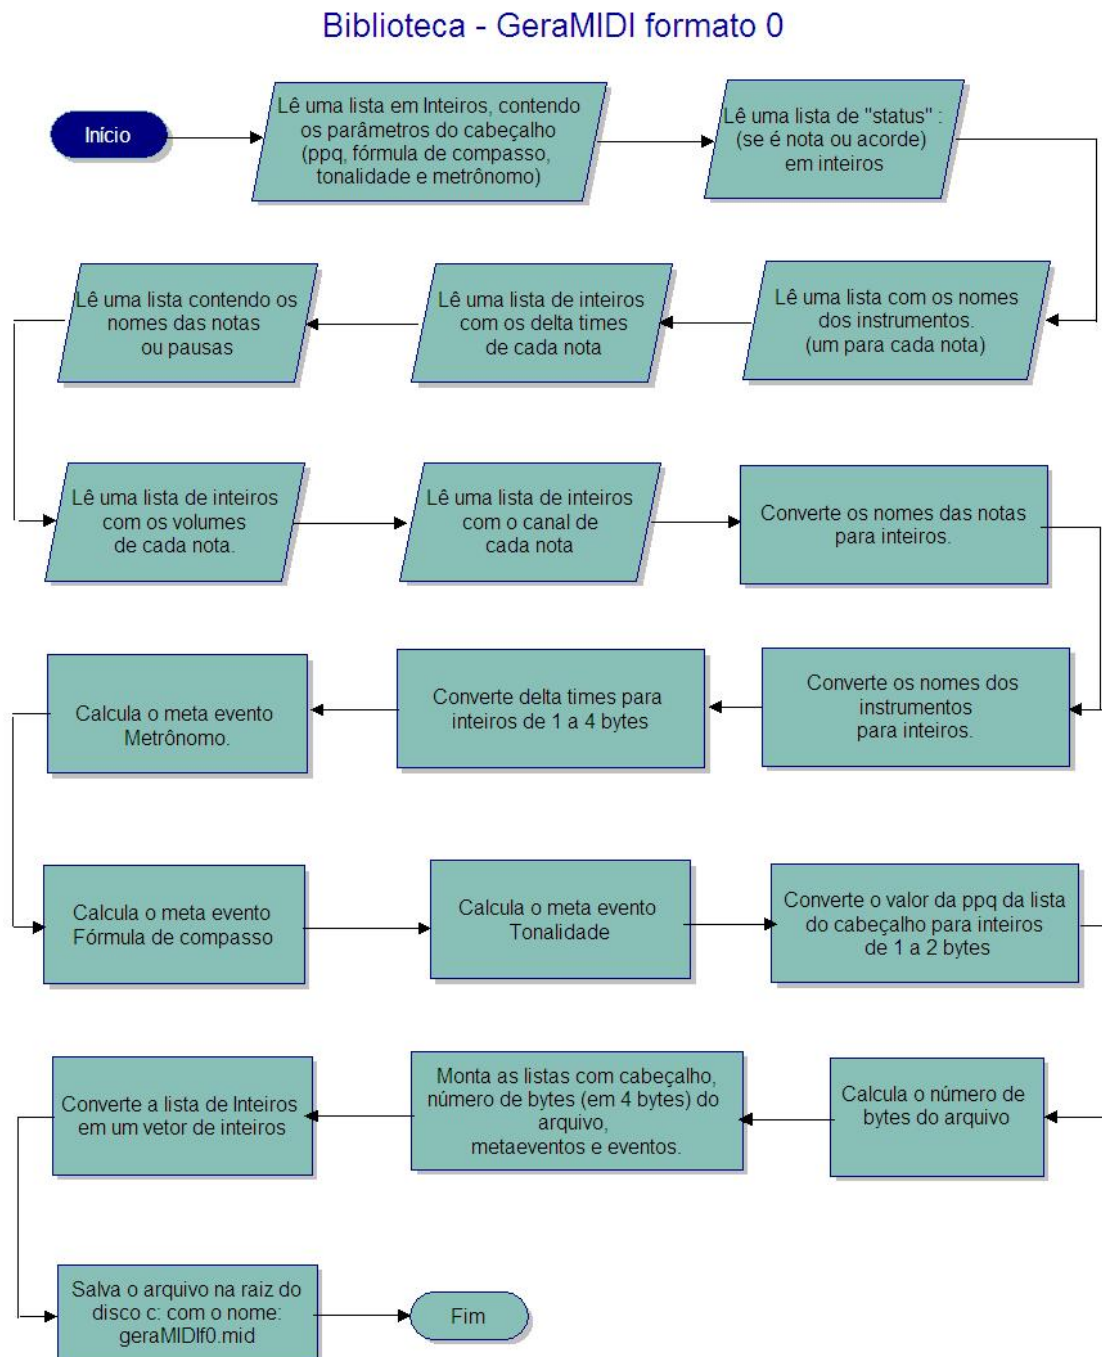 Biblioteca - GeraMIDI formato 0
Início
Lê uma lista em Inteiros, contendo
os parâmetros do cabeçalho
(ppq, fórmula de compasso,
tonalidade e metrônomo)
Lê uma lista de "status" :
(se é nota ou acorde)
em inteiros
Lê uma lista com os nomes
dos instrumentos.
(um para cada nota)
Lê uma lista de inteiros
com os delta times
de cada nota
Lê uma lista contendo os
nomes das notas
ou pausas
Lê uma lista de inteiros
com os volumes
de cada nota.
Lê uma lista de inteiros
com o canal de
cada nota
Converte os nomes das notas
para inteiros.
Converte os nomes dos
instrumentos
para inteiros.
Converte delta times para
inteiros de 1 a 4 bytes
Calcula o meta evento
Metrônomo.
Calcula o meta evento
Fórmula de compasso
Calcula o meta evento
Tonalidade
Converte o valor da ppq da lista
do cabeçalho para inteiros
de 1 a 2 bytes
Calcula o número de
bytes do arquivo
Monta as listas com cabeçalho,
número de bytes (em 4 bytes) do
arquivo,
metaeventos e eventos.
Converte a lista de Inteiros
em um vetor de inteiros
Salva o arquivo na raiz do
disco c: com o nome:
geraMIDIf0.mid
Fim